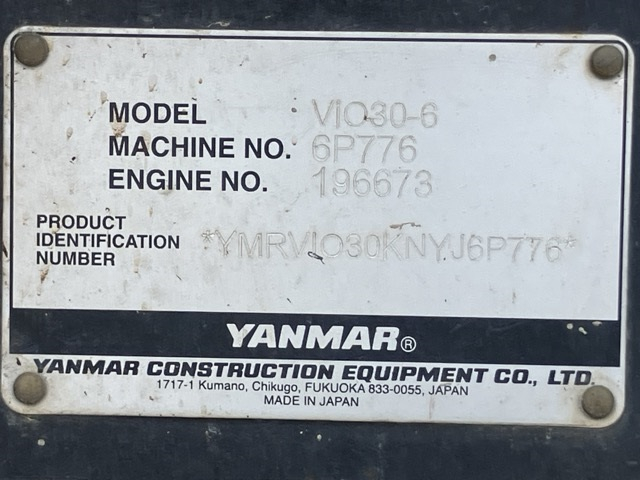 MODEL VIO30-6
MACHINE NO. 6P776
ENGINE NO. 196673
PRODUCT
IDENTIFICATION
NUMBER
*YMRVIO30KNYJ6P776*
YANMAR®
YANMAR CONSTRUCTION EQUIPMENT CO., LTD.
1717-1 Kumano, Chikugo, FUKUOKA 833-0055, JAPAN
MADE IN JAPAN